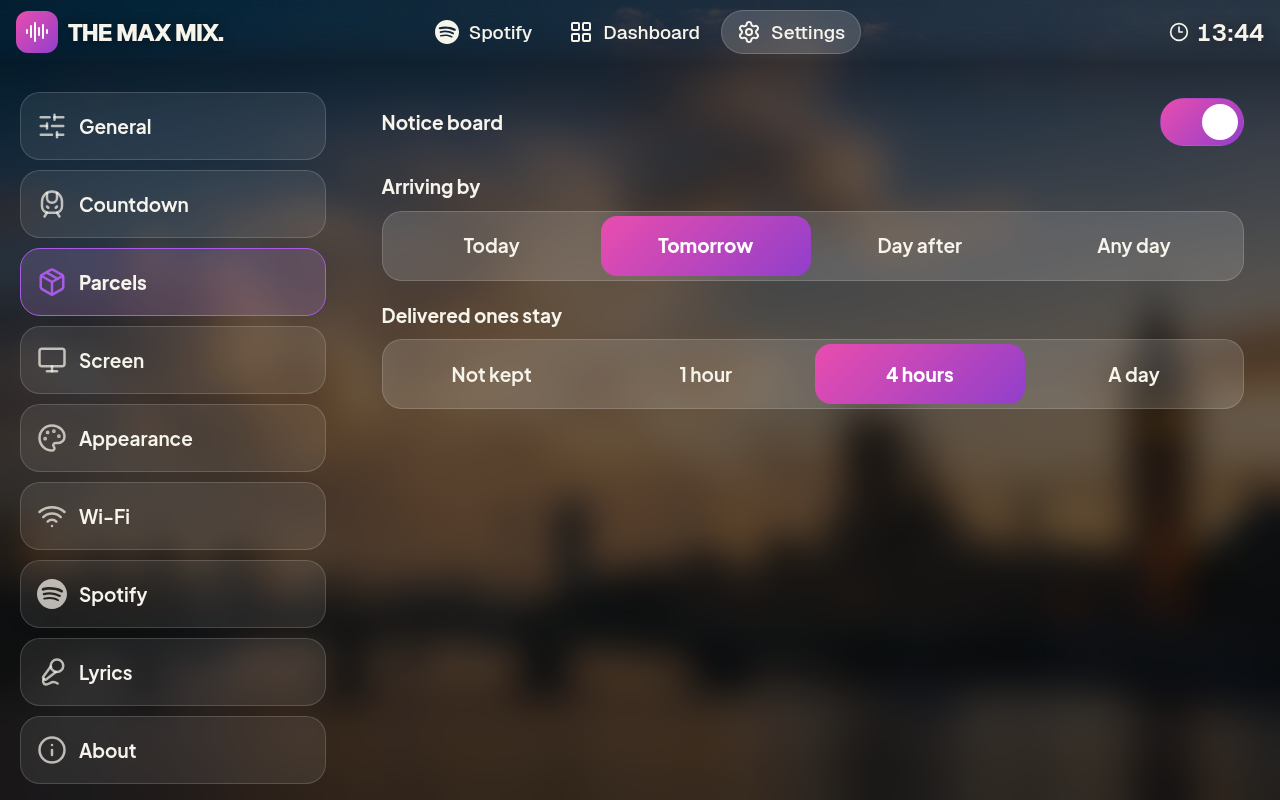 THE MAX MIX.
Spotify
Dashboard
Settings
13:44
General
Countdown
Parcels
Screen
Appearance
Wi-Fi
Spotify
Lyrics
About
Notice board
Arriving by
Today
Tomorrow
Day after
Any day
Delivered ones stay
Not kept
1 hour
4 hours
A day